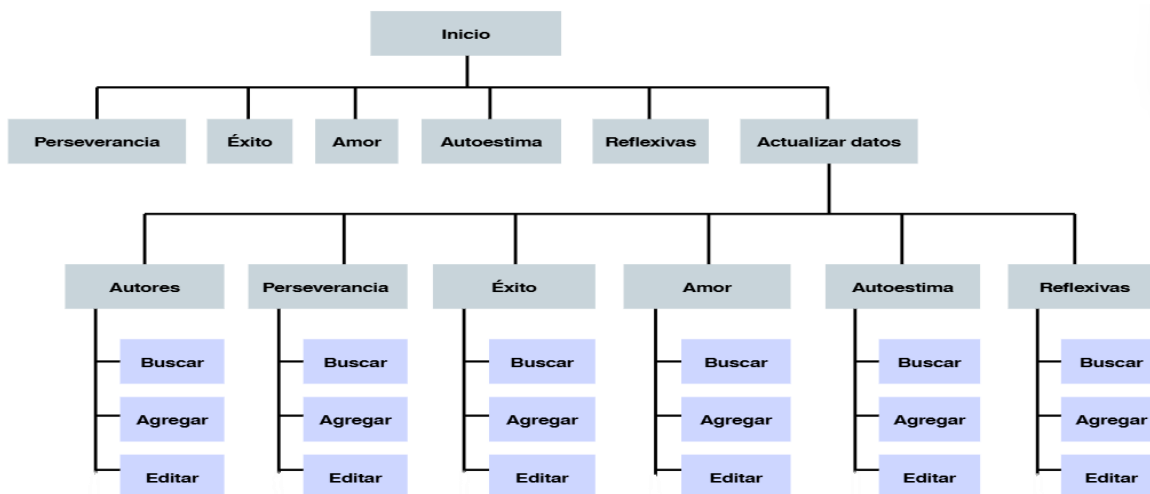 Inicio
Perseverancia Éxito Amor Autoestima Reflexivas Actualizar datos
Autores Perseverancia Éxito Amor Autoestima Reflexivas
Buscar Buscar Buscar Buscar Buscar Buscar
Agregar Agregar Agregar Agregar Agregar Agregar
Editar Editar Editar Editar Editar Editar